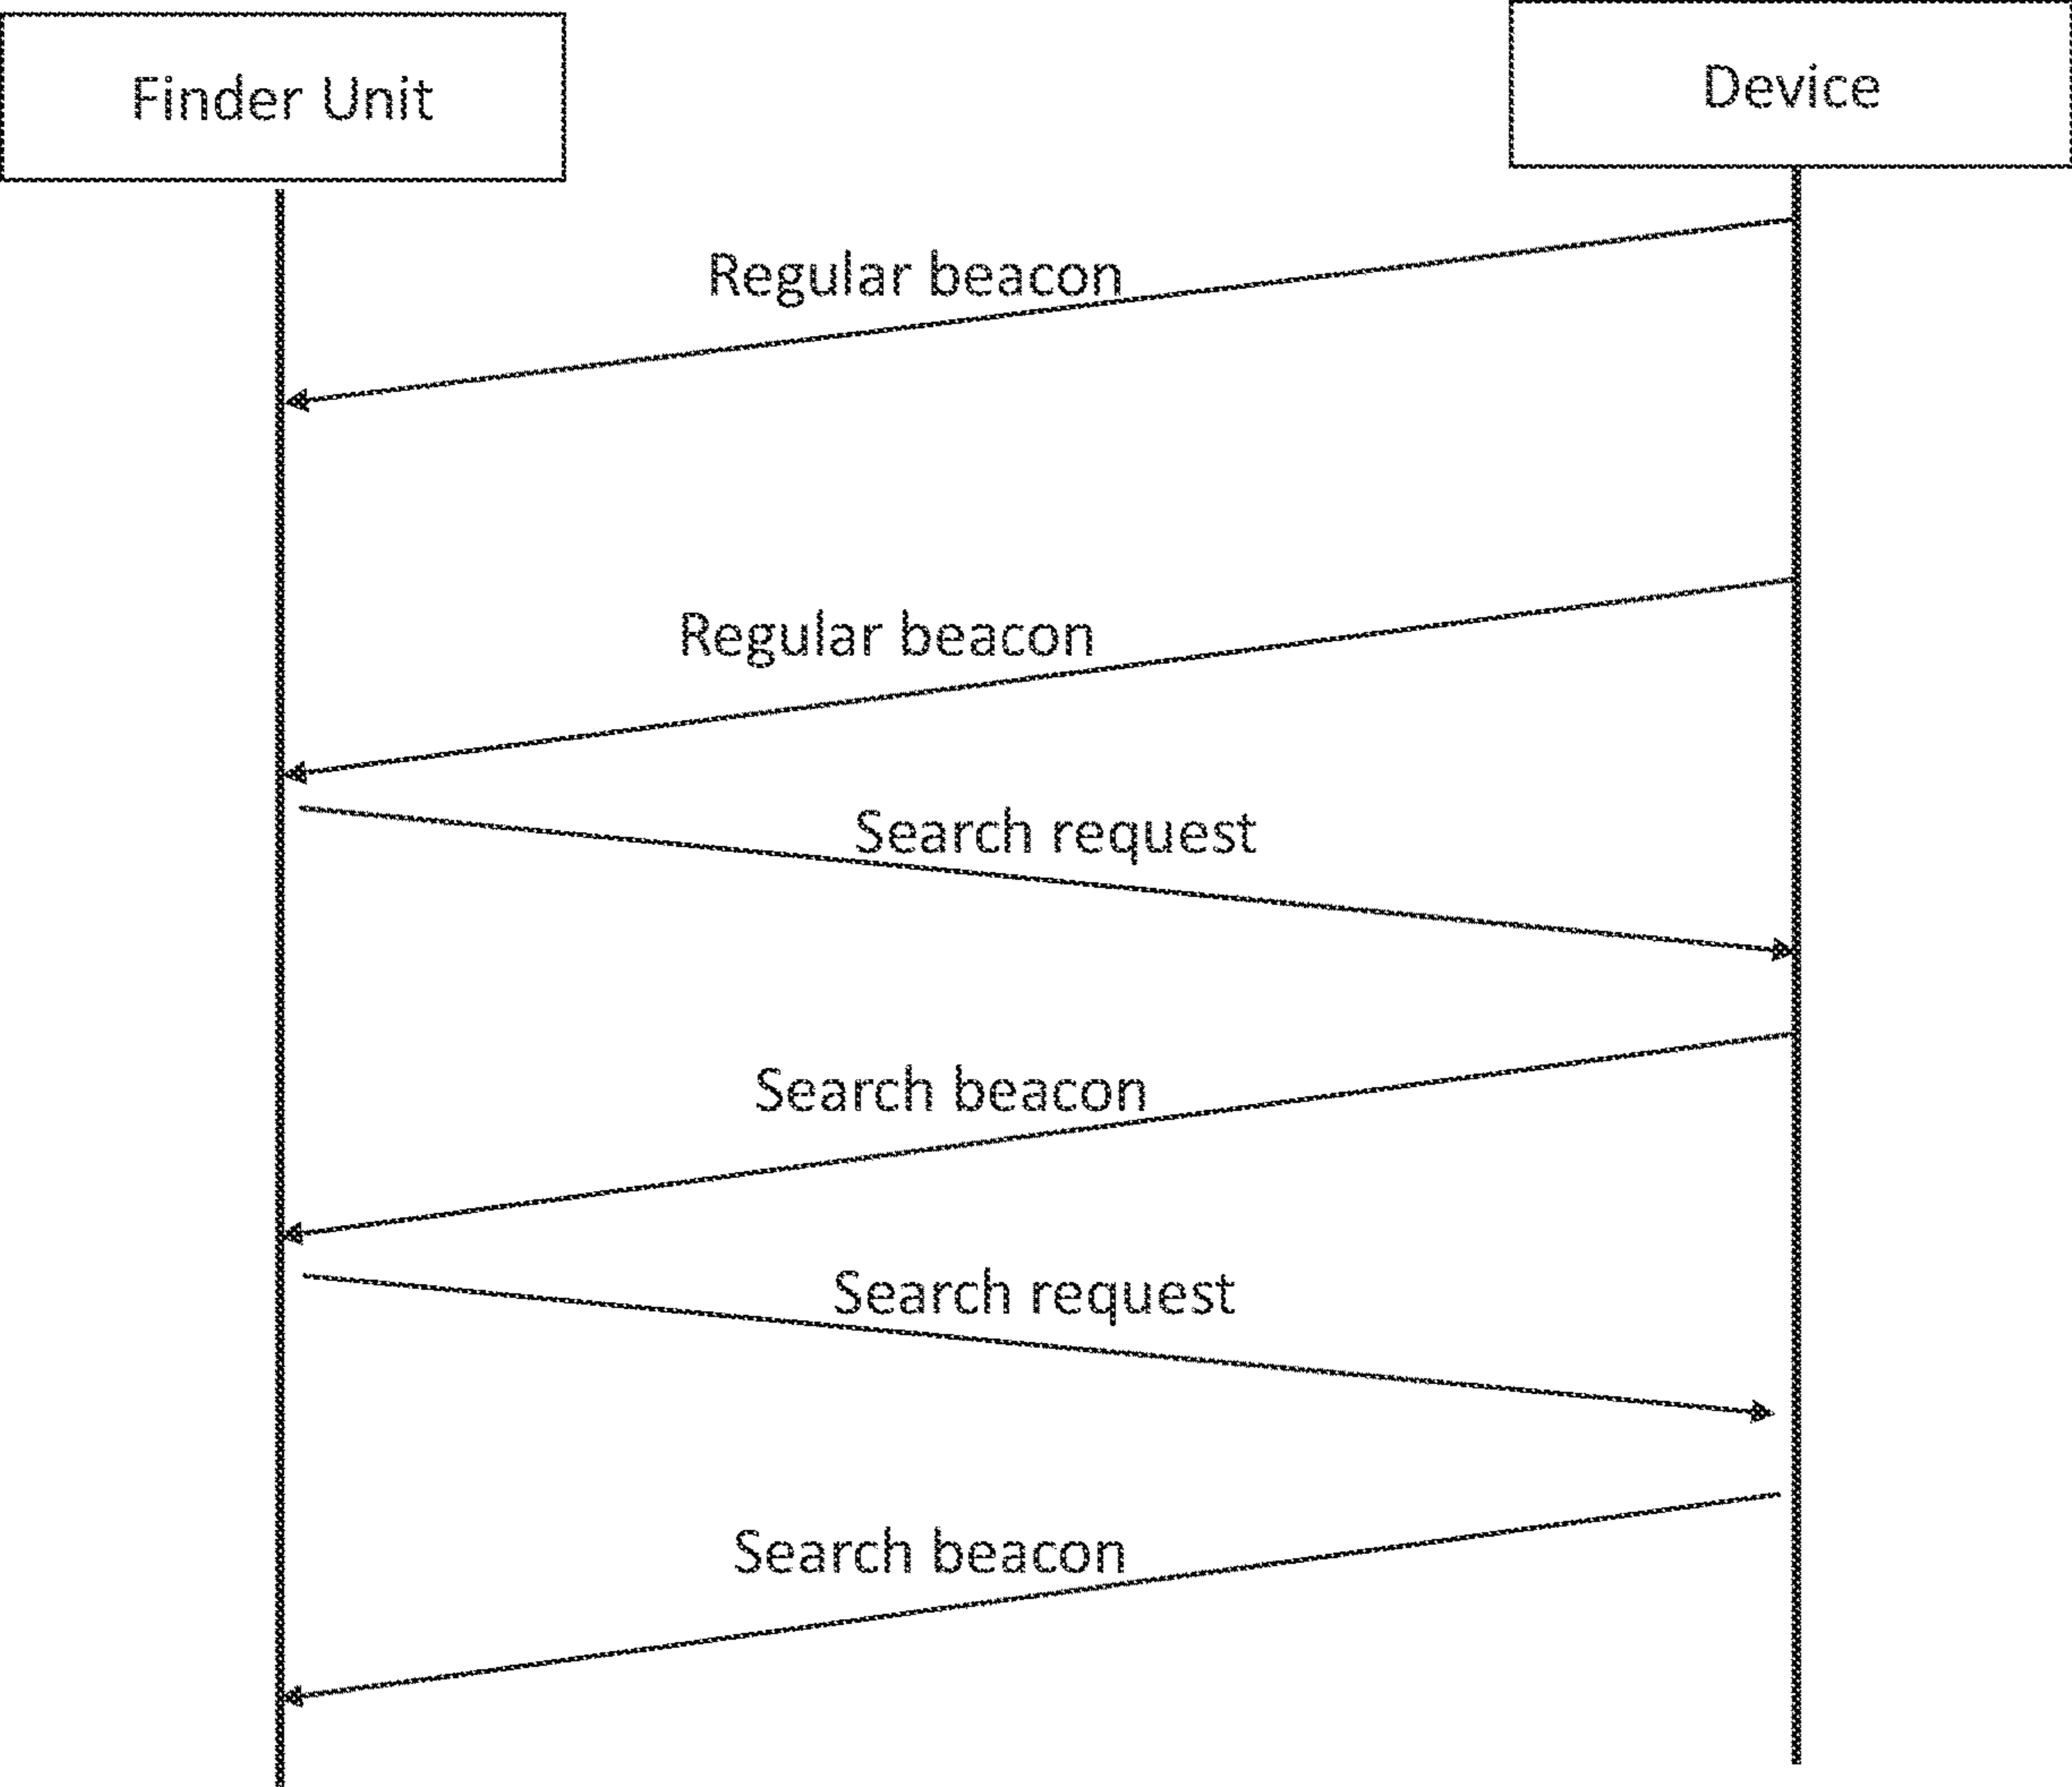 Finder Unit
Device
Regular beacon
Regular beacon
Search request
Search beacon
Search request
Search beacon